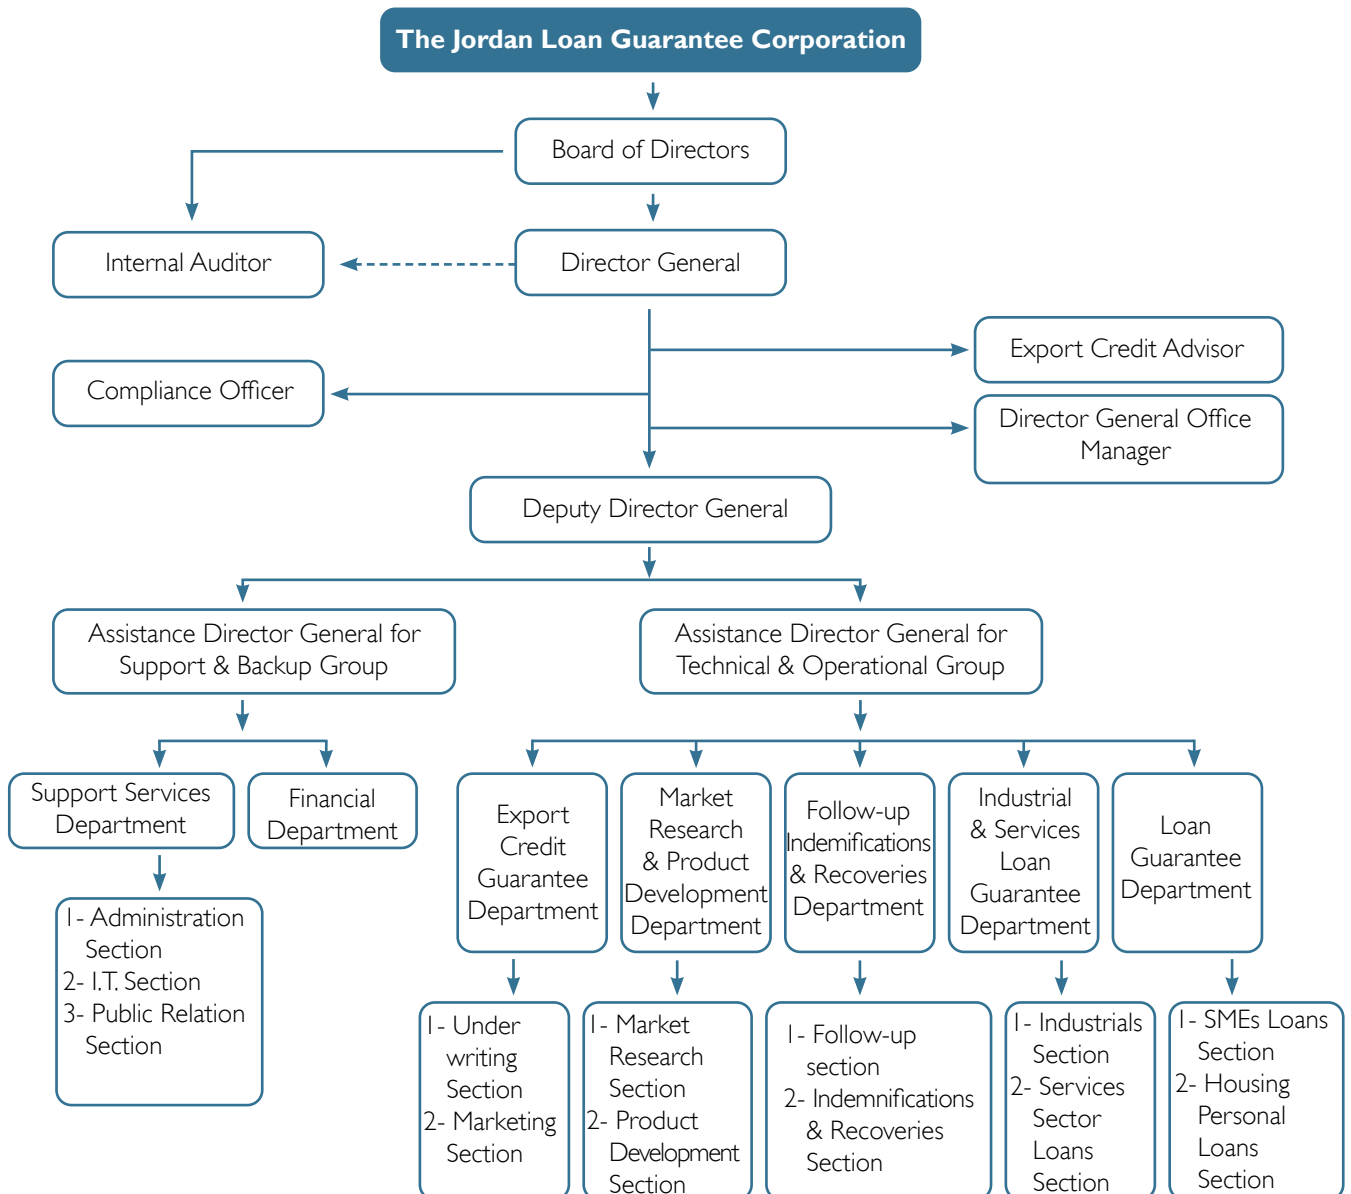 The Jordan Loan Guarantee Corporation
Board of Directors
Internal Auditor
Director General
Export Credit Advisor
Compliance Officer
Director General Office
Manager
Deputy Director General
Assistance Director General for
Support & Backup Group
Assistance Director General for
Technical & Operational Group
Support Services
Department
Financial
Department
Export
Credit
Guarantee
Department
Market
Research
& Product
Development
Department
Follow-up
Indemifications
& Recoveries
Department
Industrial
& Services
Loan
Guarantee
Department
Loan
Guarantee
Department
1- Administration
Section
2- I.T. Section
3- Public Relation
Section
1- Under
writing
Section
2- Marketing
Section
1- Market
Research
Section
2- Product
Development
Section
1- Follow-up
section
2- Indemnifications
& Recoveries
Section
1- Industrials
Section
2- Services
Sector
Loans
Section
1- SMEs Loans
Section
2- Housing
Personal
Loans
Section